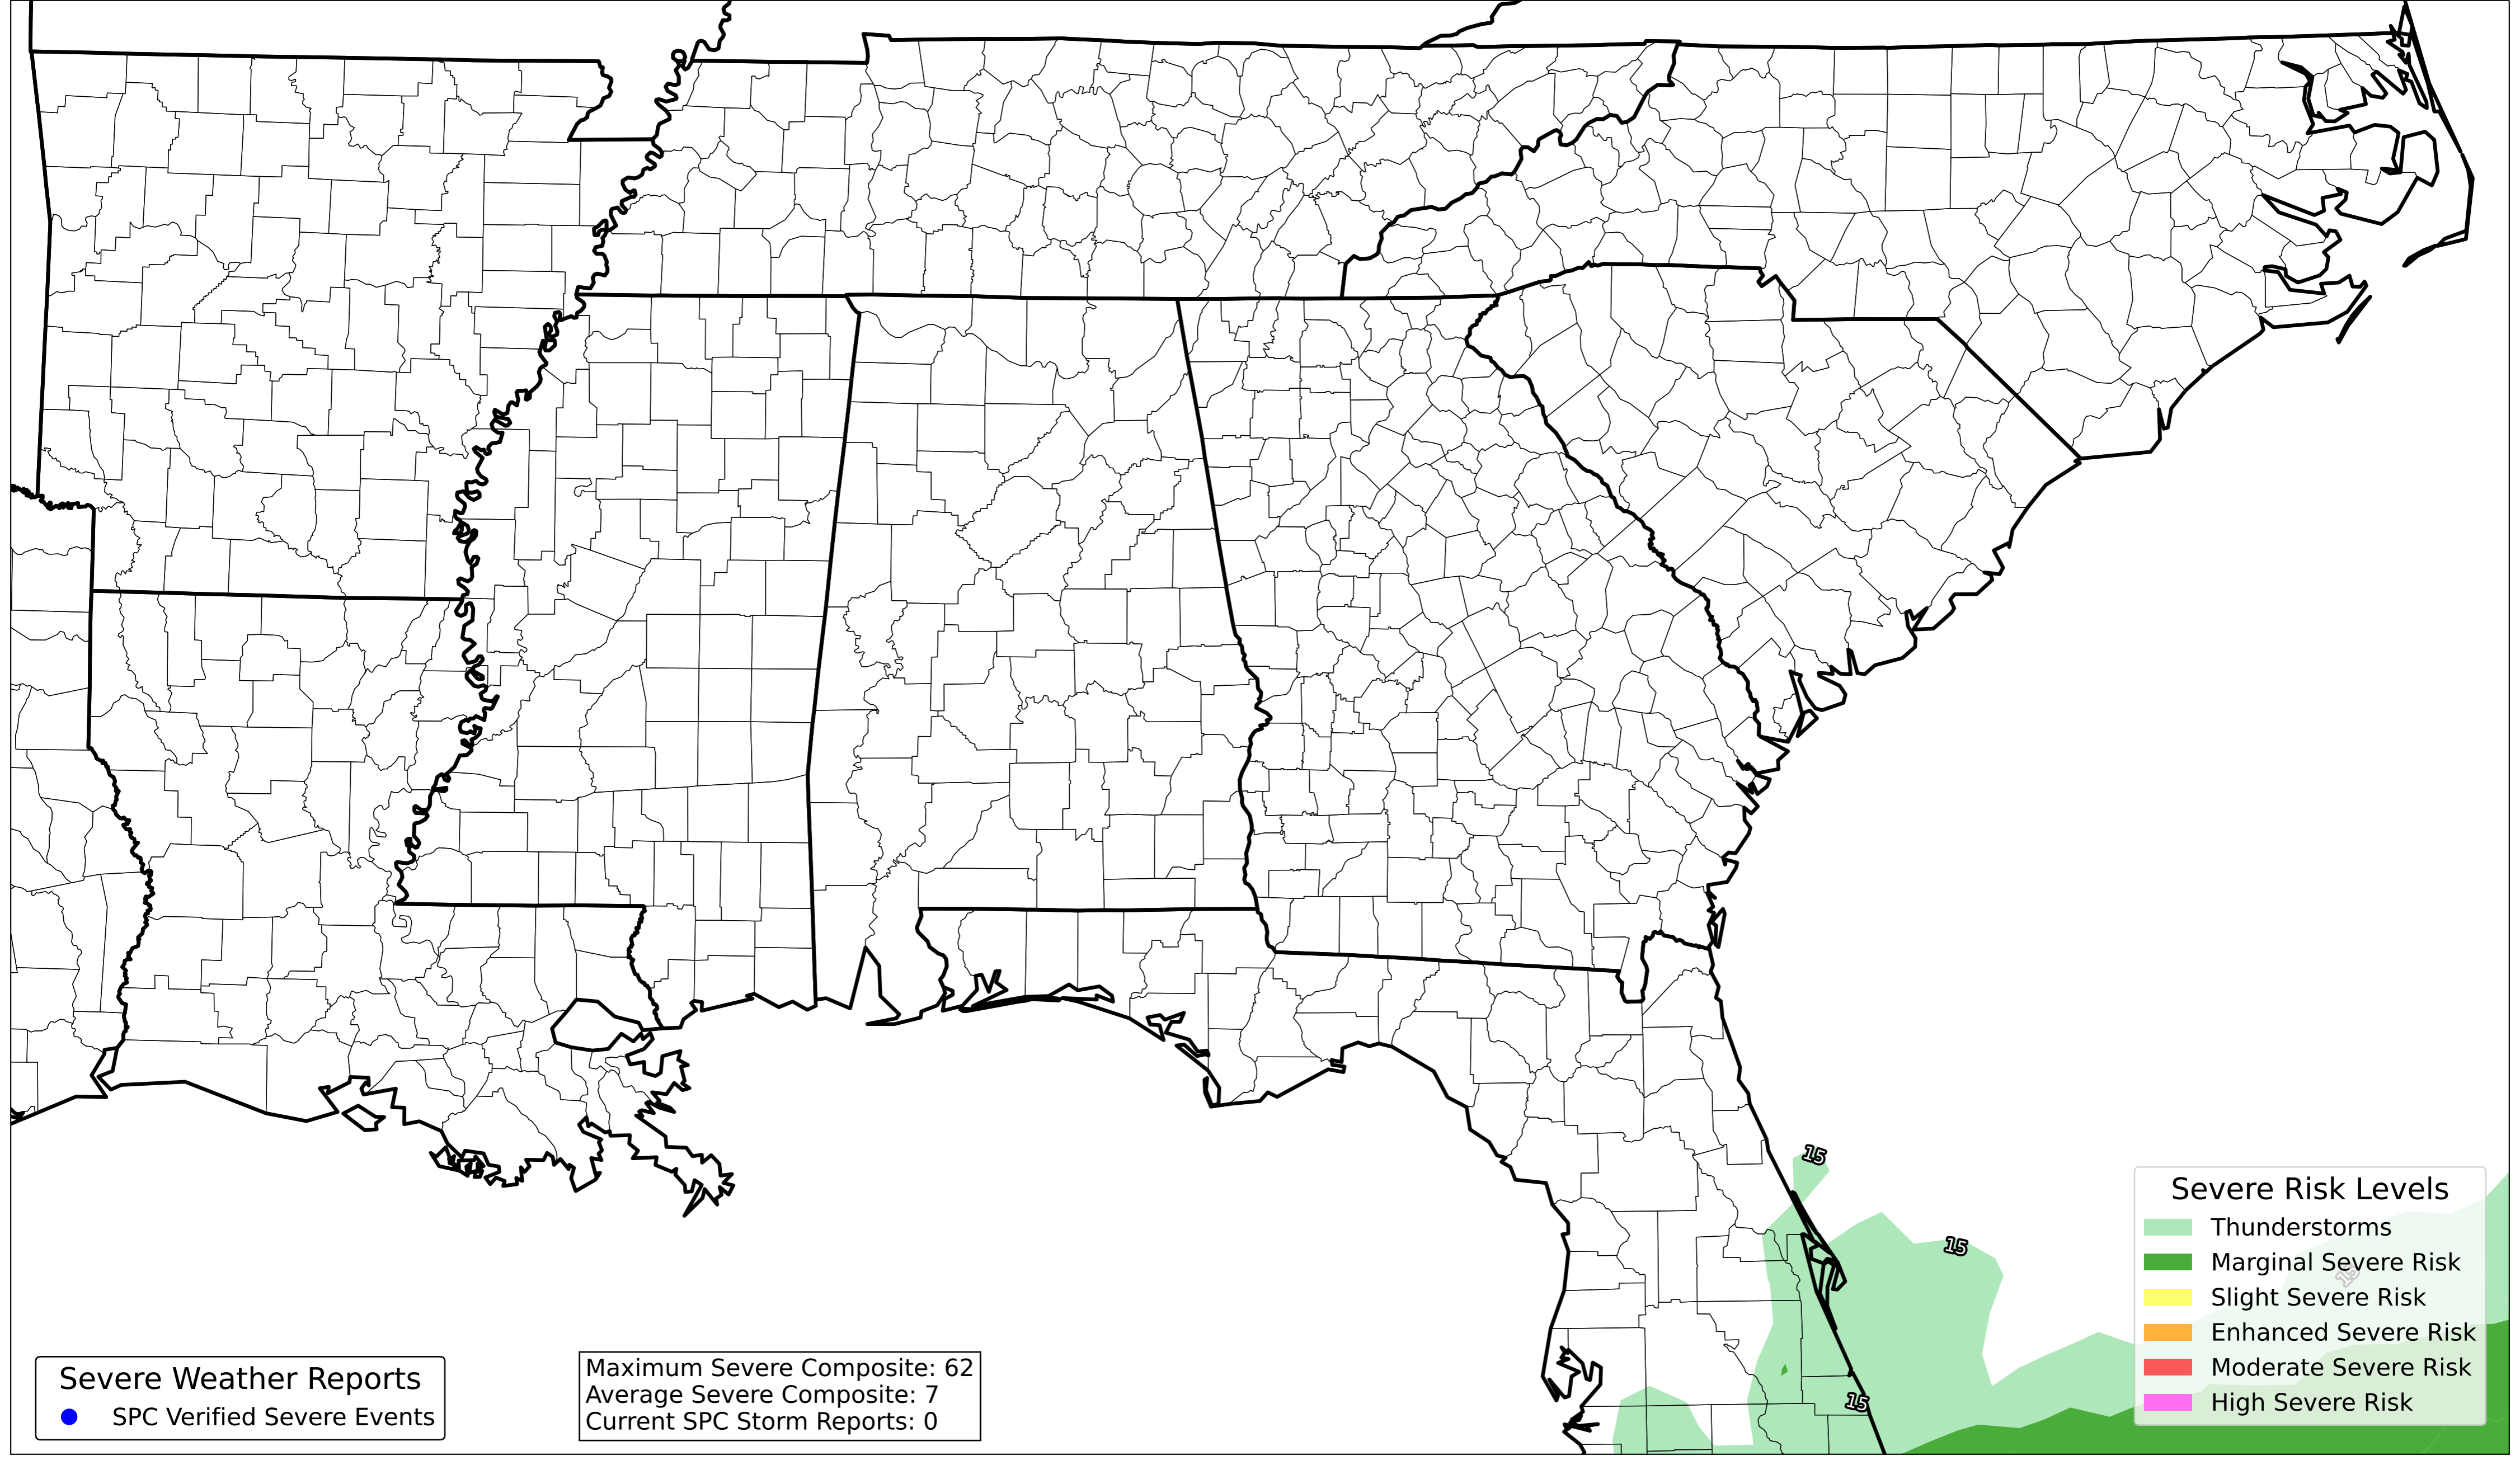 15
15
15
15
Severe Risk Levels
Thunderstorms
Marginal Severe Risk
Slight Severe Risk
Enhanced Severe Risk
Moderate Severe Risk
High Severe Risk
Severe Weather Reports
SPC Verified Severe Events
Maximum Severe Composite: 62
Average Severe Composite: 7
Current SPC Storm Reports: 0